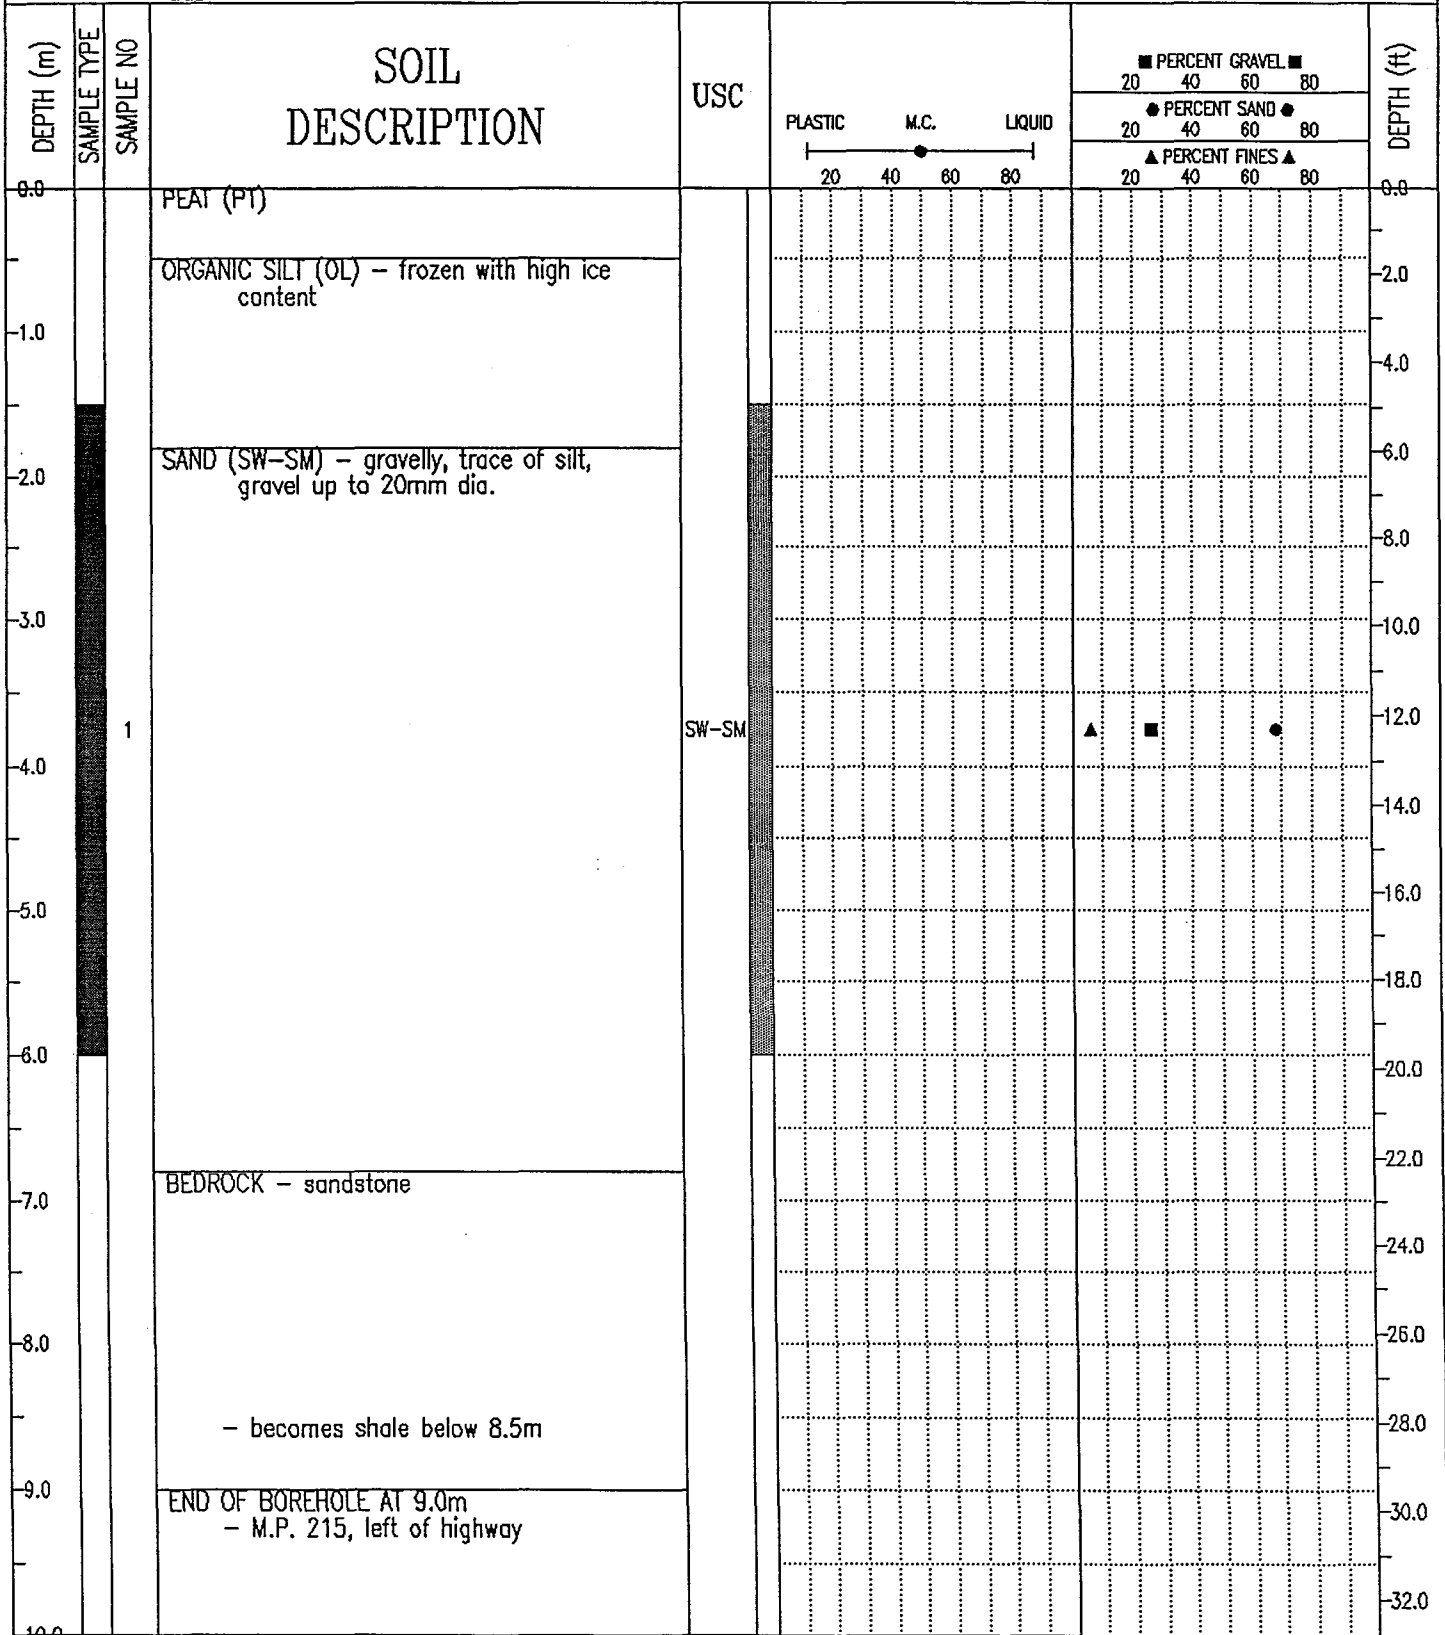 DEPTH (m)
SAMPLE TYPE
SAMPLE NO
SOIL
DESCRIPTION
USC
PLASTIC M.C. LIQUID
20 40 60 80
■ PERCENT GRAVEL ■
20 40 60 80
● PERCENT SAND ●
20 40 60 80
▲ PERCENT FINES ▲
20 40 60 80
DEPTH (ft)
0.0
PEAT (PT)
0.0
ORGANIC SILT (OL) – frozen with high ice
content
-2.0
-1.0
-4.0
SAND (SW-SM) – gravelly, trace of silt,
gravel up to 20mm dia.
-6.0
-2.0
-8.0
-3.0
-10.0
1
SW-SM
-12.0
-4.0
-14.0
-16.0
-5.0
-18.0
-6.0
-20.0
-22.0
BEDROCK – sandstone
-7.0
-24.0
-8.0
-26.0
– becomes shale below 8.5m
-28.0
-9.0
END OF BOREHOLE AT 9.0m
– M.P. 215, left of highway
-30.0
-32.0
10.0